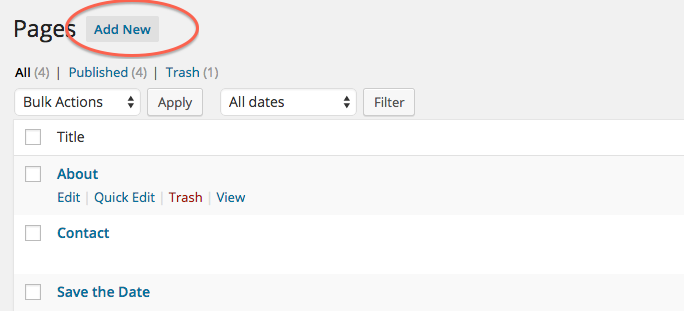 Pages Add New
All (4) | Published (4) | Trash (1)
Bulk Actions Apply All dates Filter
Title
About
Edit | Quick Edit | Trash | View
Contact
Save the Date